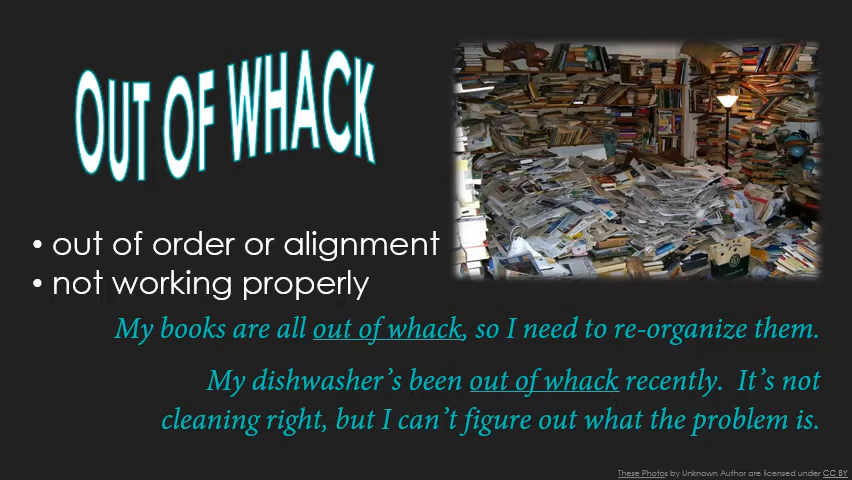 OUT OF WHACK
• out of order or alignment
• not working properly
My books are all out of whack, so I need to re-organize them.
My dishwasher’s been out of whack recently.  It’s not
cleaning right, but I can’t figure out what the problem is.
These Photos by Unknown Author are licensed under CC BY